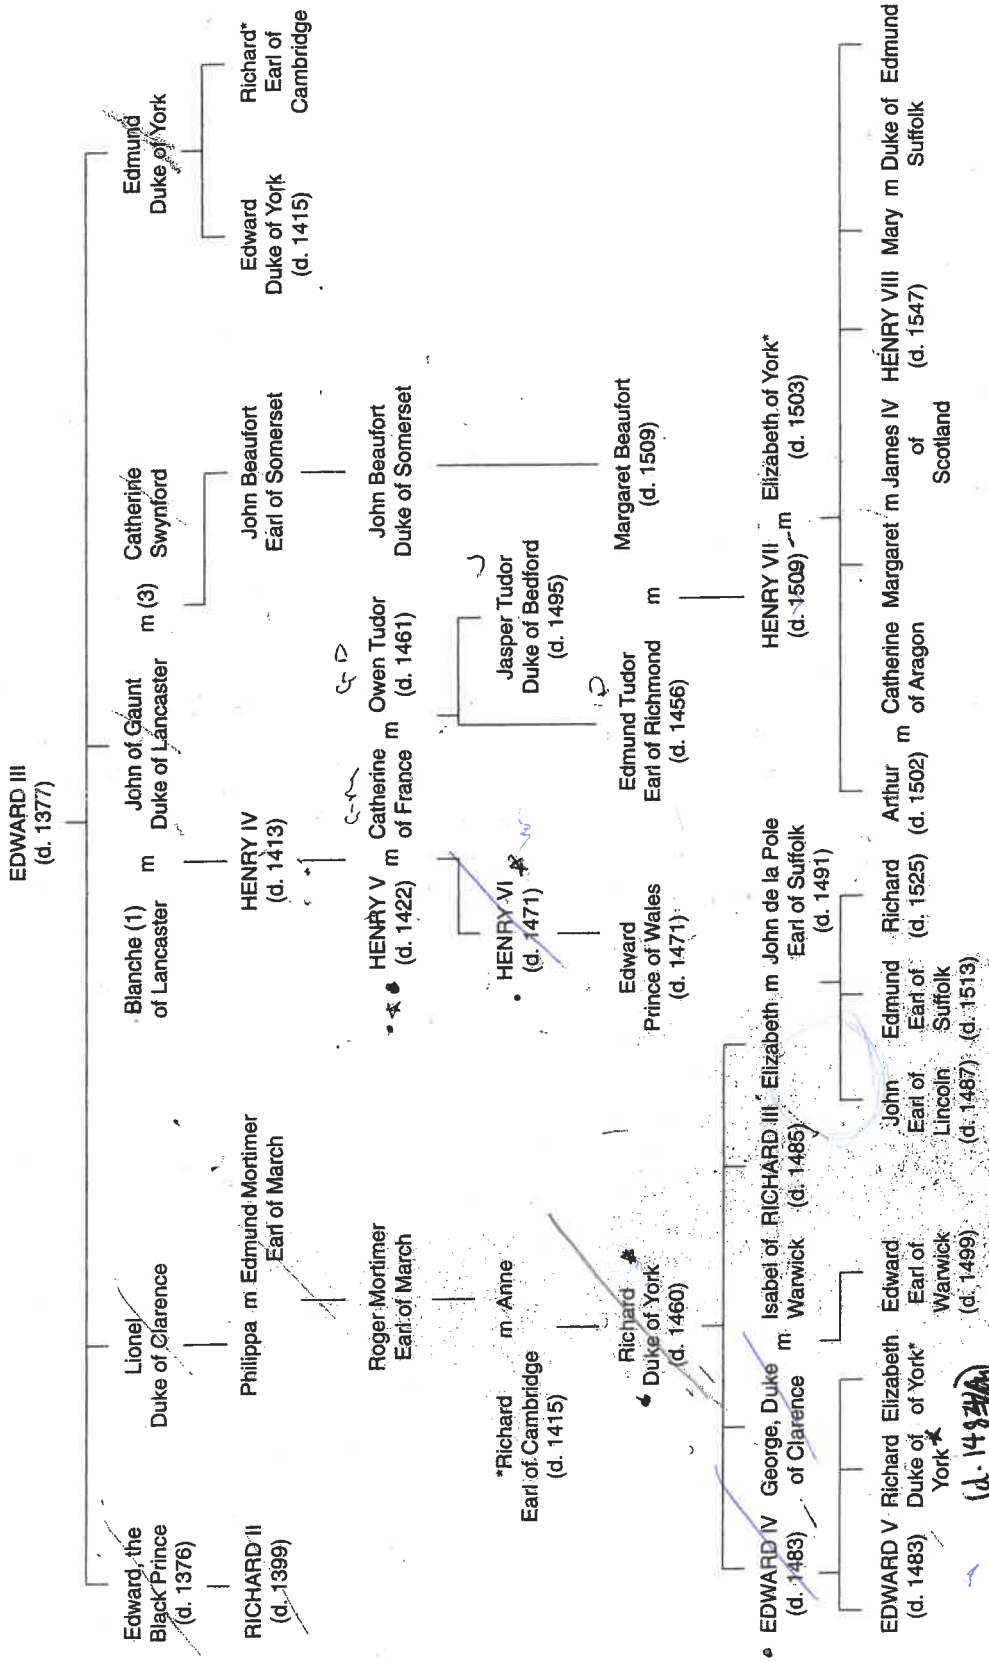 EDWARD III
(d. 1377)
Edward, the
Black Prince
(d. 1376)
Lionel
Duke of Clarence
Blanche (1)
of Lancaster
m
John of Gaunt
Duke of Lancaster
m (3)
Catherine
Swynford
Edmund
Duke of York
RICHARD II
(d. 1399)
Philippa m Edmund Mortimer
Earl of March
HENRY IV
(d. 1413)
John Beaufort
Earl of Somerset
Edward
Duke of York
(d. 1415)
Richard*
Earl of
Cambridge
Roger Mortimer
Earl of March
HENRY V m Catherine m Owen Tudor
(d. 1422) of France (d. 1461)
John Beaufort
Duke of Somerset
*Richard m Anne
Earl of Cambridge
(d. 1415)
HENRY VI
(d. 1471)
Jasper Tudor
Duke of Bedford
(d. 1495)
Richard
Duke of York
(d. 1460)
Edward
Prince of Wales
(d. 1471)
Edmund Tudor
Earl of Richmond
(d. 1456)
m
Margaret Beaufort
(d. 1509)
EDWARD IV
(d. 1483)
George, Duke
of Clarence
m
Isabel of
Warwick
RICHARD III
(d. 1485)
Elizabeth m John de la Pole
Earl of Suffolk
(d. 1491)
HENRY VII
(d. 1509)
m
Elizabeth of York*
(d. 1503)
EDWARD V
(d. 1483)
Richard
Duke of
York
Elizabeth
of York*
Edward
Earl of
Warwick
(d. 1499)
John
Earl of
Lincoln
(d. 1487)
Edmund
Earl of
Suffolk
(d. 1513)
Richard
(d. 1525)
Arthur
(d. 1502)
m
Catherine
of Aragon
Margaret m James IV
of
Scotland
HENRY VIII
(d. 1547)
Mary m Duke of
Suffolk
Edmund